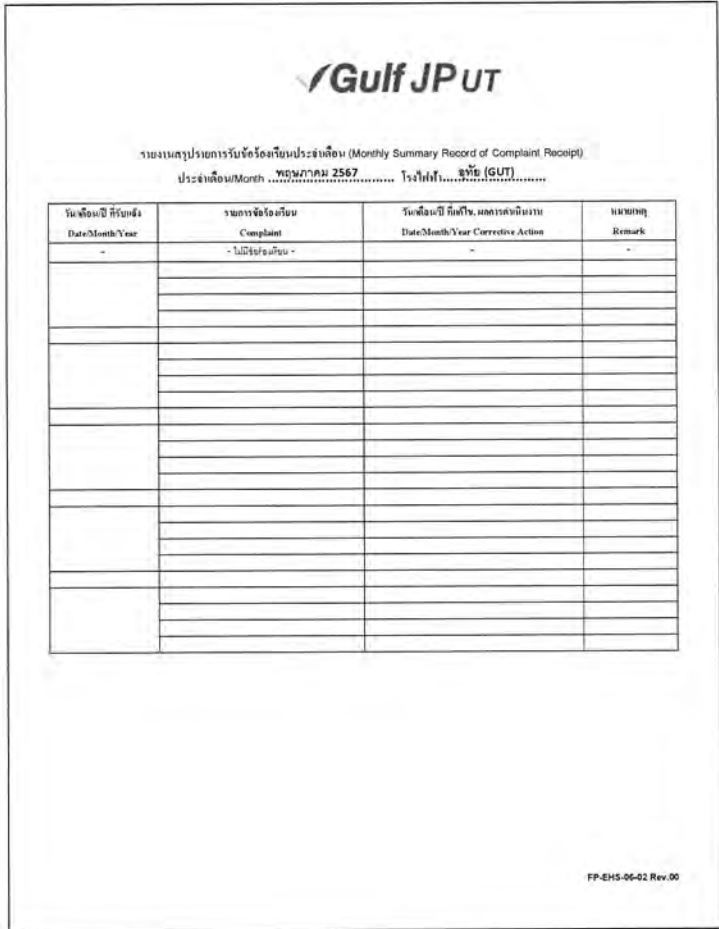 Gulf JP UT
รายงานสรุปรายการรับข้อร้องเรียนประจำเดือน (Monthly Summary Record of Complaint Receipt)
ประจำเดือน/Month ...พฤษภาคม 2567.......... โรงไฟฟ้า.....อุทัย (GUT).......
วัน/เดือน/ปี ที่รับแจ้ง รายการข้อร้องเรียน วัน/เดือน/ปี ที่แก้ไข, ผลการดำเนินงาน หมายเหตุ
Date/Month/Year Complaint Date/Month/Year Corrective Action Remark
- - ไม่มีข้อร้องเรียน - - -
FP-EHS-06-02 Rev.00